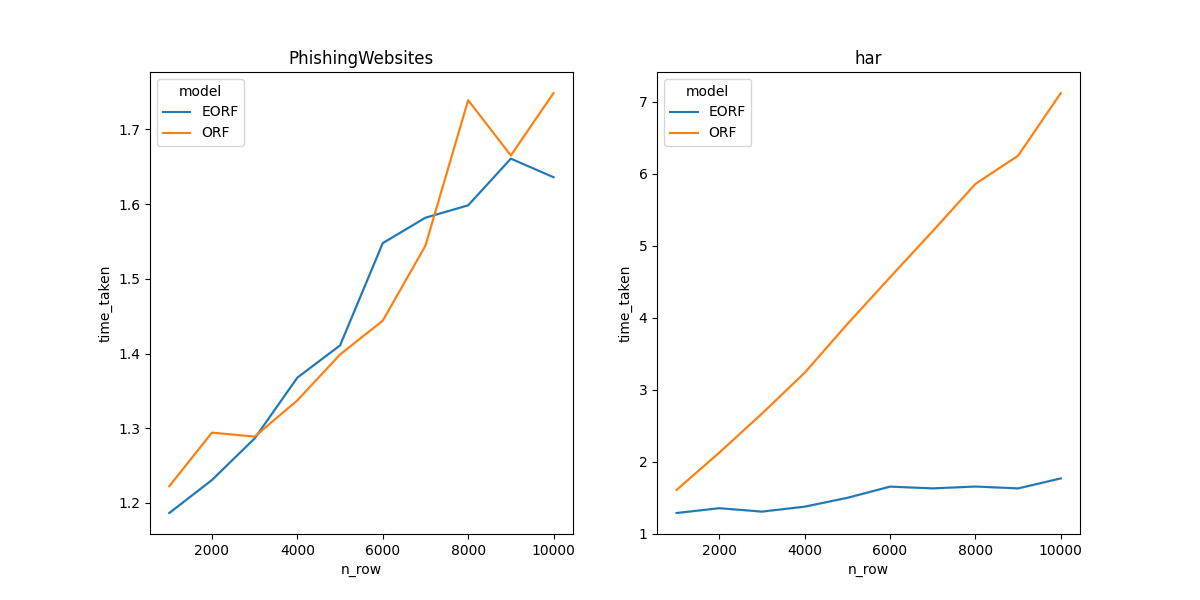 PhishingWebsites
model
EORF
ORF
1.7
1.6
1.5
1.4
1.3
1.2
time_taken
2000 4000 6000 8000 10000
n_row
har
model
EORF
ORF
7
6
5
4
3
2
1
time_taken
2000 4000 6000 8000 10000
n_row